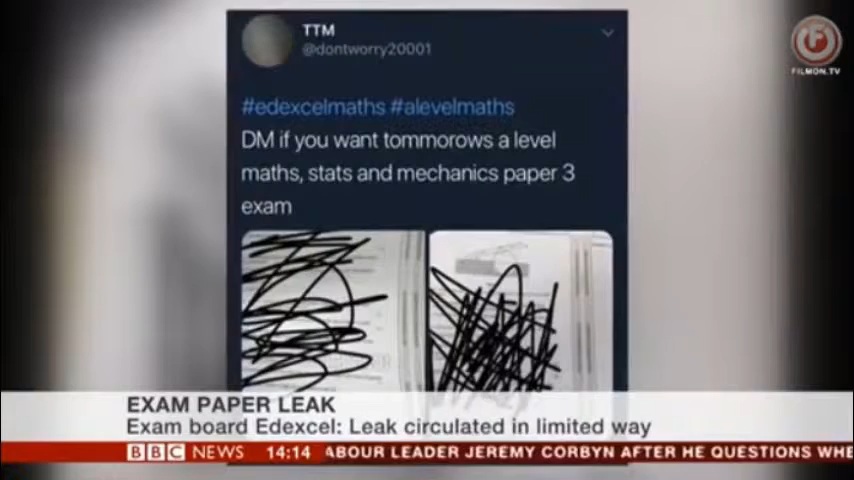 TTM
@dontworry20001
FILMON.TV
#edexcelmaths #alevelmaths
DM if you want tommorows a level
maths, stats and mechanics paper 3
exam
EXAM PAPER LEAK
Exam board Edexcel: Leak circulated in limited way
BBC NEWS 14:14 ABOUR LEADER JEREMY CORBYN AFTER HE QUESTIONS WHE